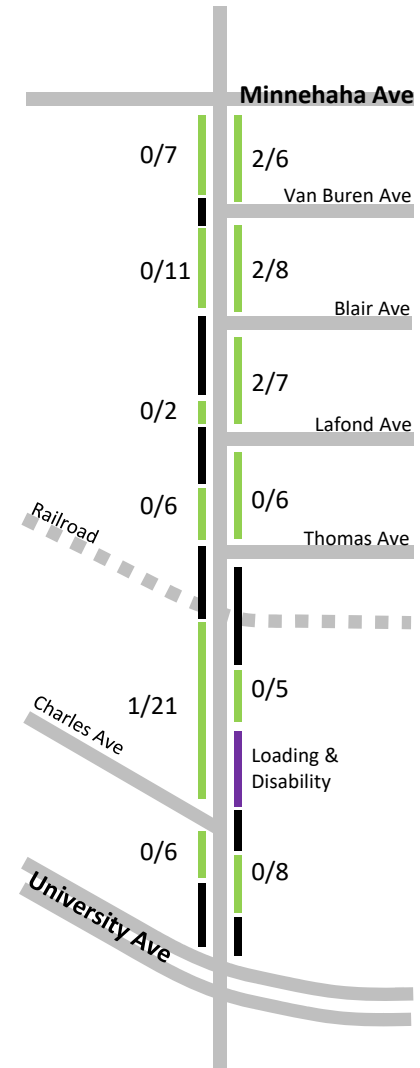 Minnehaha Ave
0/7
2/6
Van Buren Ave
0/11
2/8
Blair Ave
2/7
0/2
Lafond Ave
0/6
0/6
Railroad
Thomas Ave
0/5
1/21
Charles Ave
Loading &
Disability
0/6
0/8
University Ave